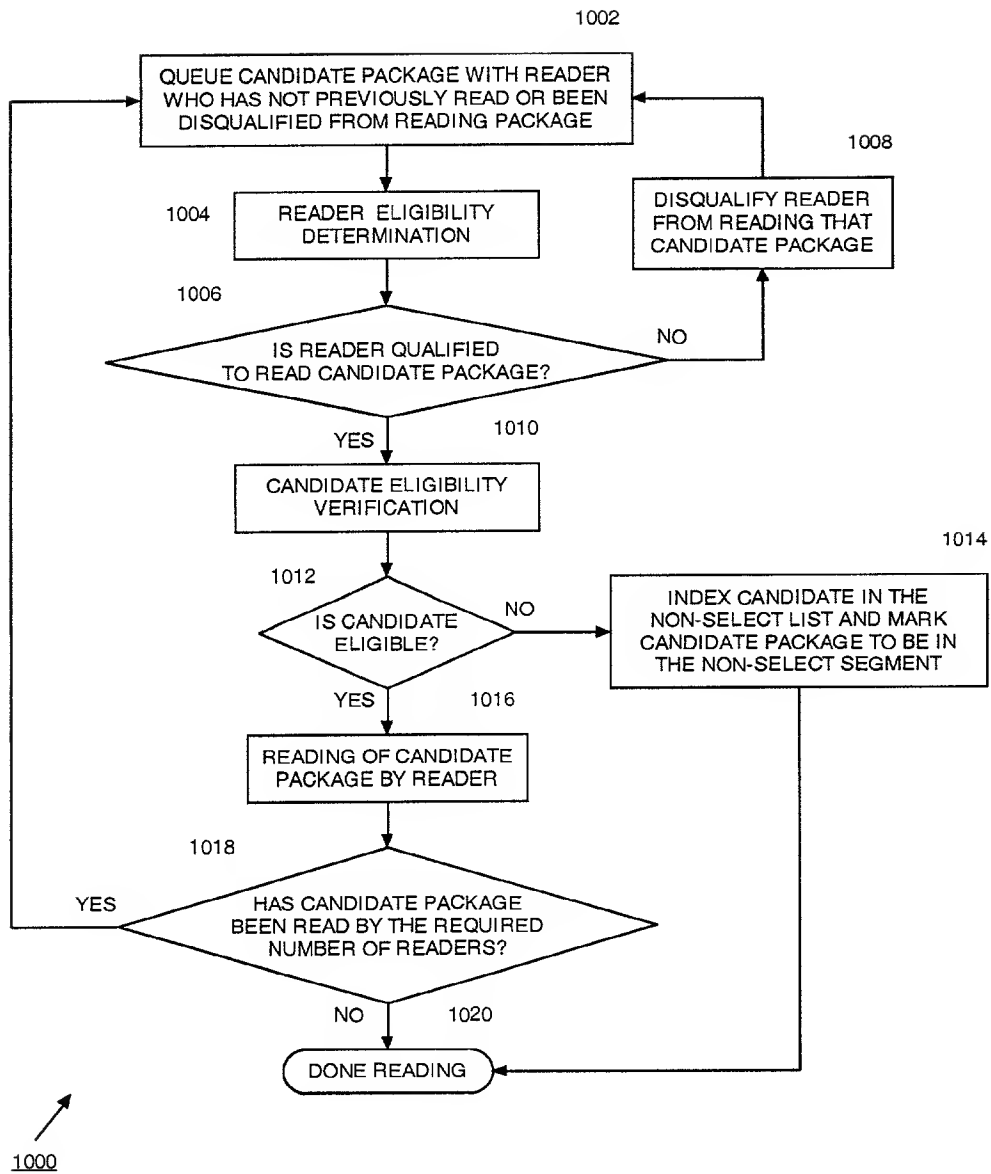 1002
QUEUE CANDIDATE PACKAGE WITH READER
WHO HAS NOT PREVIOUSLY READ OR BEEN
DISQUALIFIED FROM READING PACKAGE
1008
DISQUALIFY READER
FROM READING THAT
CANDIDATE PACKAGE
1004
READER ELIGIBILITY
DETERMINATION
1006
IS READER QUALIFIED
TO READ CANDIDATE PACKAGE?
NO
YES
1010
CANDIDATE ELIGIBILITY
VERIFICATION
1012
IS CANDIDATE
ELIGIBLE?
NO
1014
INDEX CANDIDATE IN THE
NON-SELECT LIST AND MARK
CANDIDATE PACKAGE TO BE IN
THE NON-SELECT SEGMENT
YES
1016
READING OF CANDIDATE
PACKAGE BY READER
1018
YES
HAS CANDIDATE PACKAGE
BEEN READ BY THE REQUIRED
NUMBER OF READERS?
NO
1020
DONE READING
1000